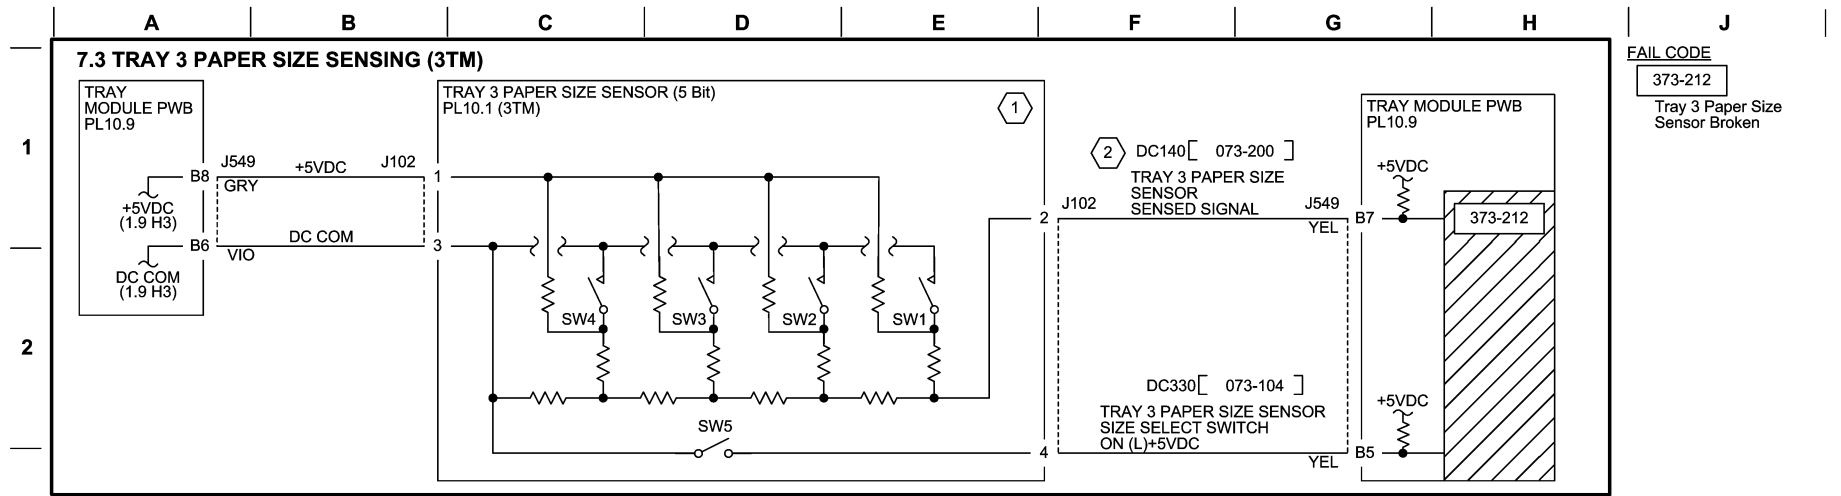 A B C D E F G H J
1
2
7.3 TRAY 3 PAPER SIZE SENSING (3TM)
FAIL CODE
373-212
Tray 3 Paper Size
Sensor Broken
TRAY
MODULE PWB
PL10.9
B8
+5VDC
(1.9 H3)
B6
DC COM
(1.9 H3)
J549
+5VDC
J102
GRY
DC COM
VIO
TRAY 3 PAPER SIZE SENSOR (5 Bit)
PL10.1 (3TM)
1
1
3
SW4
SW3
SW2
SW1
SW5
2
4
2
DC140[ 073-200 ]
TRAY 3 PAPER SIZE
SENSOR
SENSED SIGNAL
J102
J549
YEL
DC330[ 073-104 ]
TRAY 3 PAPER SIZE SENSOR
SIZE SELECT SWITCH
ON (L)+5VDC
YEL
TRAY MODULE PWB
PL10.9
+5VDC
B7
373-212
+5VDC
B5